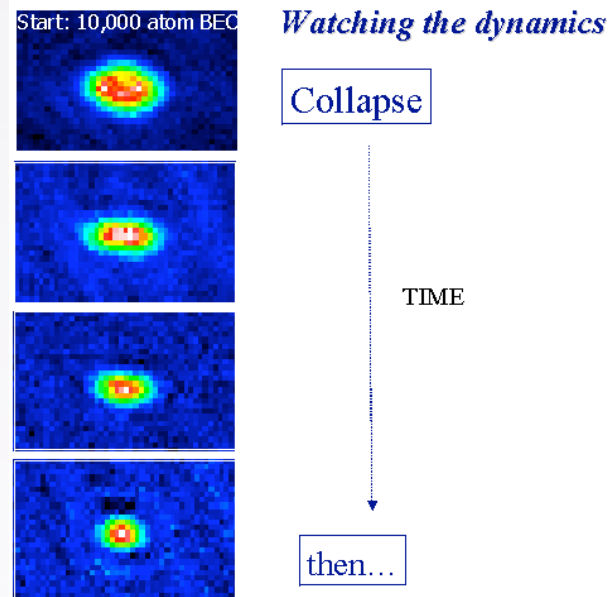 Start: 10,000 atom BEC
Watching the dynamics
Collapse
TIME
then...